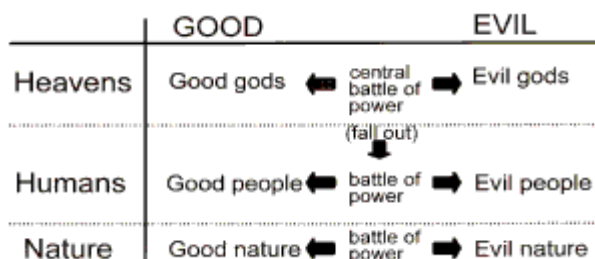 GOOD EVIL
Heavens Good gods central battle of power Evil gods
(fall out)
Humans Good people battle of power Evil people
Nature Good nature battle of power Evil nature